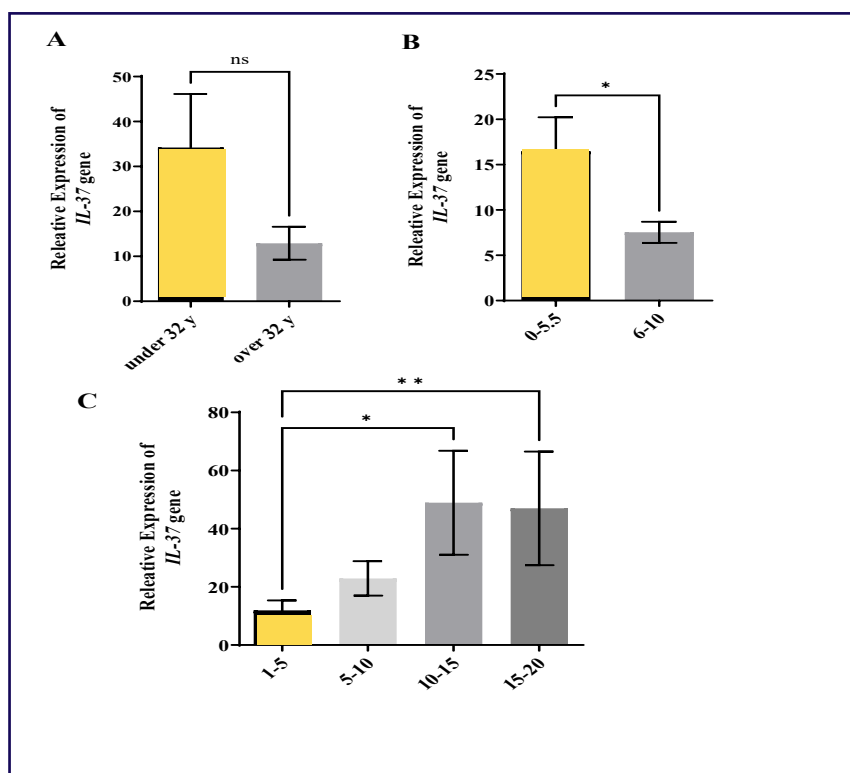 A
ns
Releative Expression of
IL-37 gene
50
40
30
20
10
0
under 32 y
over 32 y
B
*
Releative Expression of
IL-37 gene
25
20
15
10
5
0
0-5.5
6-10
C
* *
*
Releative Expression of
IL-37 gene
80
60
40
20
0
1-5
5-10
10-15
15-20